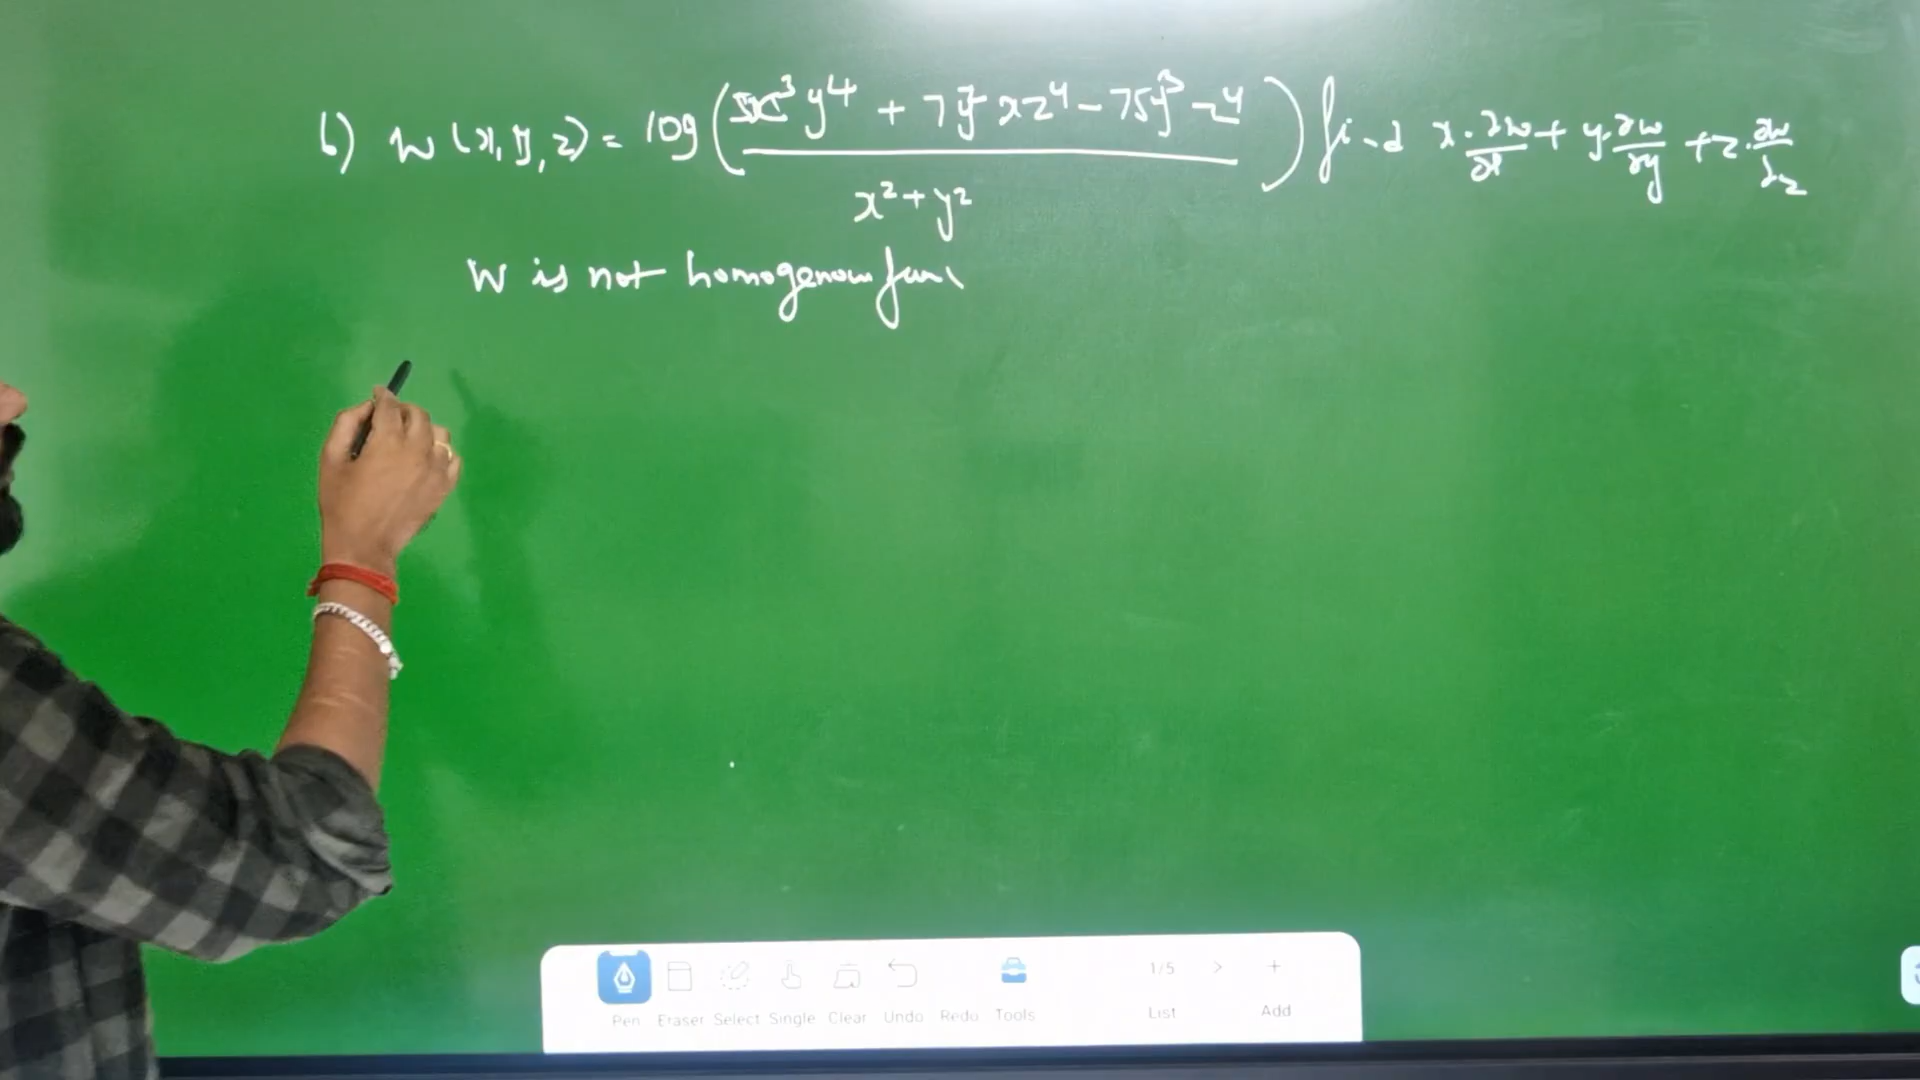 b) w(x, y, z) = log ( 5x³y⁴ + 7y²xz⁴ - 75y³z⁴ / x² + y² ) find x·∂w/∂x + y·∂w/∂y + z·∂w/∂z
W is not homogenous func
Pen Eraser Select Single Clear Undo Redo Tools 1/5 > List + Add